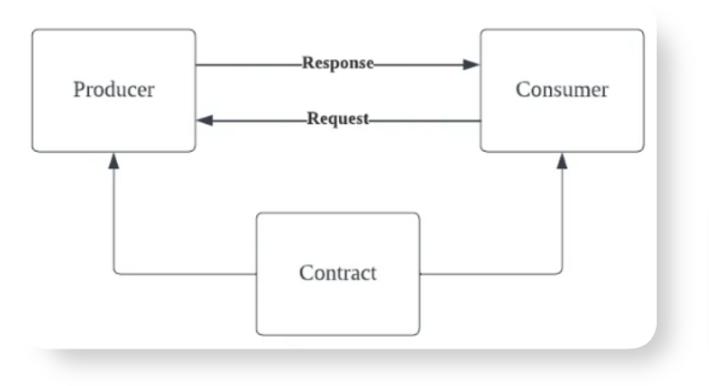 Response
Producer
Consumer
Request
Contract